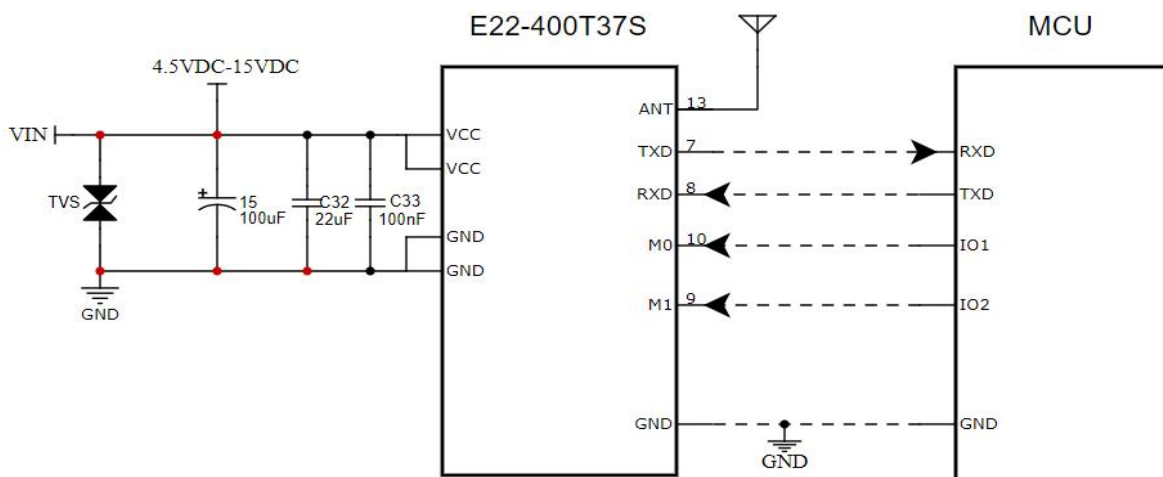 E22-400T37S
MCU
4.5VDC-15VDC
ANT 13
VIN
VCC
TXD 7
RXD
VCC
TVS
+
15
100uF
C32
22uF
C33
100nF
RXD 8
TXD
GND
M0 10
IO1
GND
GND
M1 9
IO2
GND
GND
GND